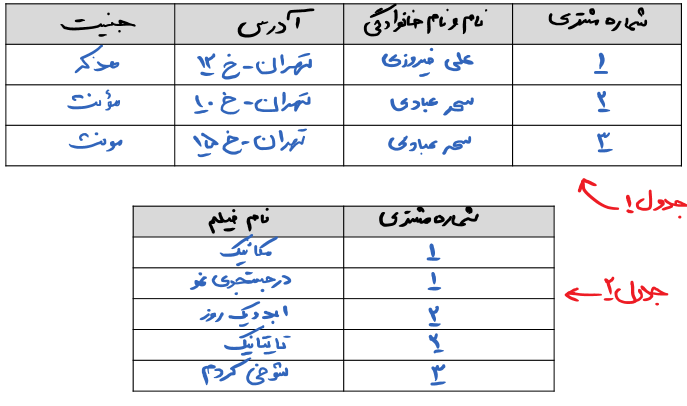 شماره مشتری نام و نام خانوادگی آدرس جنسیت
۱ علی فیروزی تهران - خ ۱۲ مذکر
۲ سحر عبادی تهران - خ ۱۰ مؤنث
۳ سحر عبادی تهران - خ ۱۵ مونث
جدول ۱
شماره مشتری نام فیلم
۱ مکانیک
۱ در جستجوی نمو
۲ ابد و یک روز
۲ تایتانیک
۳ شوخی کردم
جدول ۲